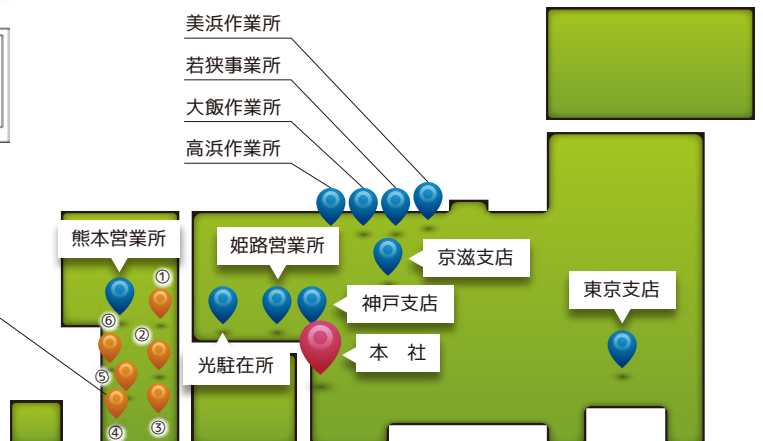 美浜作業所
若狭事業所
大飯作業所
高浜作業所
熊本営業所
姫路営業所
京滋支店
東京支店
神戸支店
本　社
光駐在所
①
⑥
②
⑤
④
③